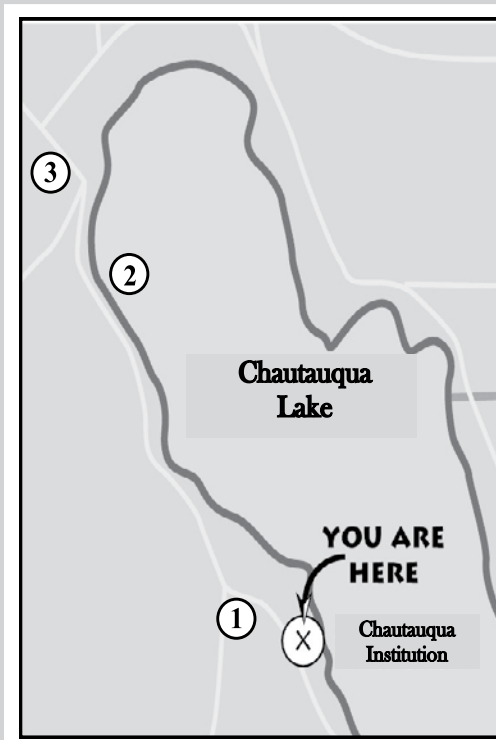 3
2
Chautauqua
Lake
YOU ARE
HERE
1
X
Chautauqua
Institution